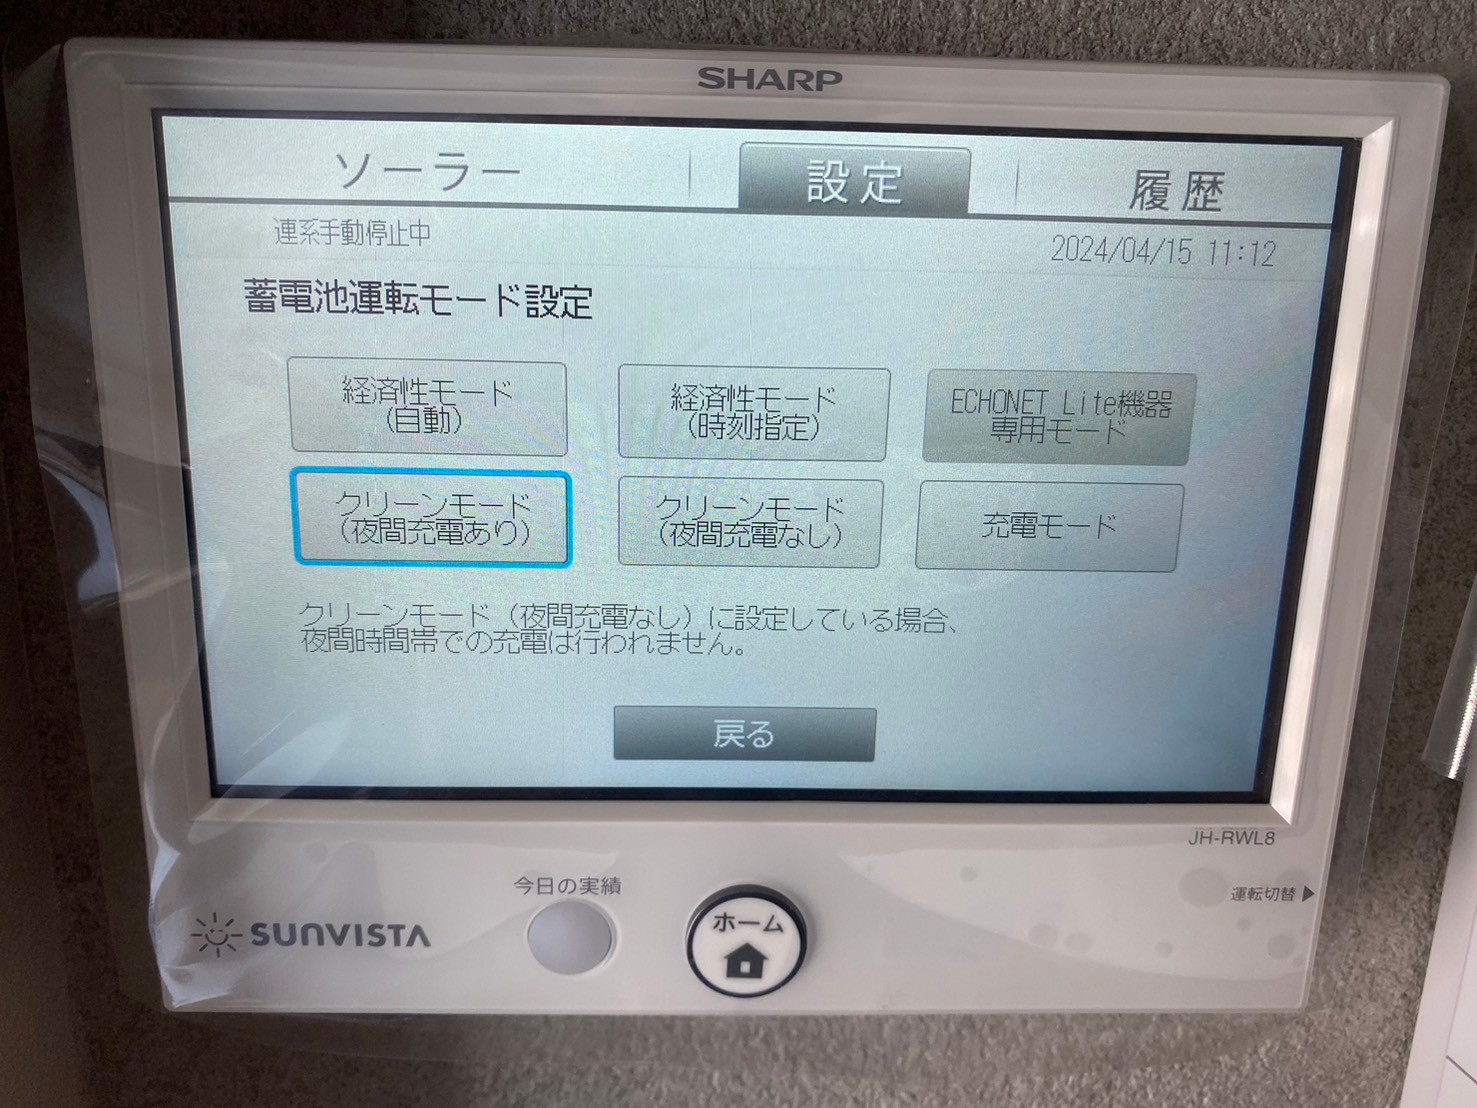 SHARP
ソーラー
設定
履歴
連系手動停止中
2024/04/15 11:12
蓄電池運転モード設定
経済性モード
(自動)
経済性モード
(時刻指定)
ECHONET Lite機器
専用モード
クリーンモード
(夜間充電あり)
クリーンモード
(夜間充電なし)
充電モード
クリーンモード（夜間充電なし）に設定している場合、
夜間時間帯での充電は行われません。
戻る
JH-RWL8
今日の実績
運転切替▶
SUNVISTA
ホーム